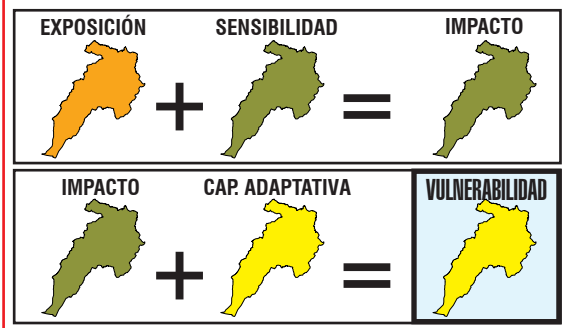 EXPOSICIÓN + SENSIBILIDAD = IMPACTO
IMPACTO + CAP. ADAPTATIVA = VULNERABILIDAD